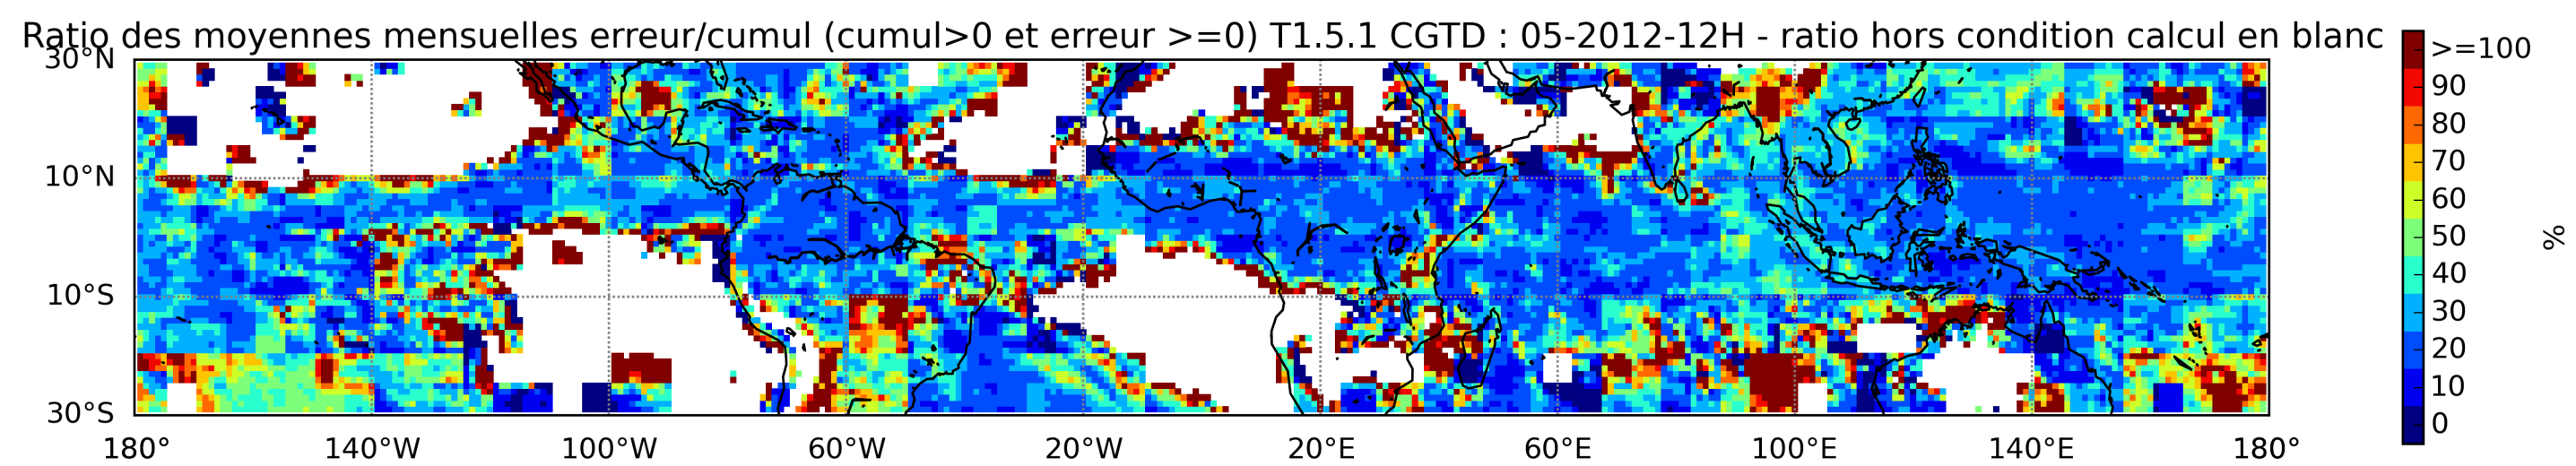 Ratio des moyennes mensuelles erreur/cumul (cumul>0 et erreur >=0) T1.5.1 CGTD : 05-2012-12H - ratio hors condition calcul en blanc
30°N
10°N
10°S
30°S
180°
140°W
100°W
60°W
20°W
20°E
60°E
100°E
140°E
180°
>=100
90
80
70
60
50
40
30
20
10
0
%